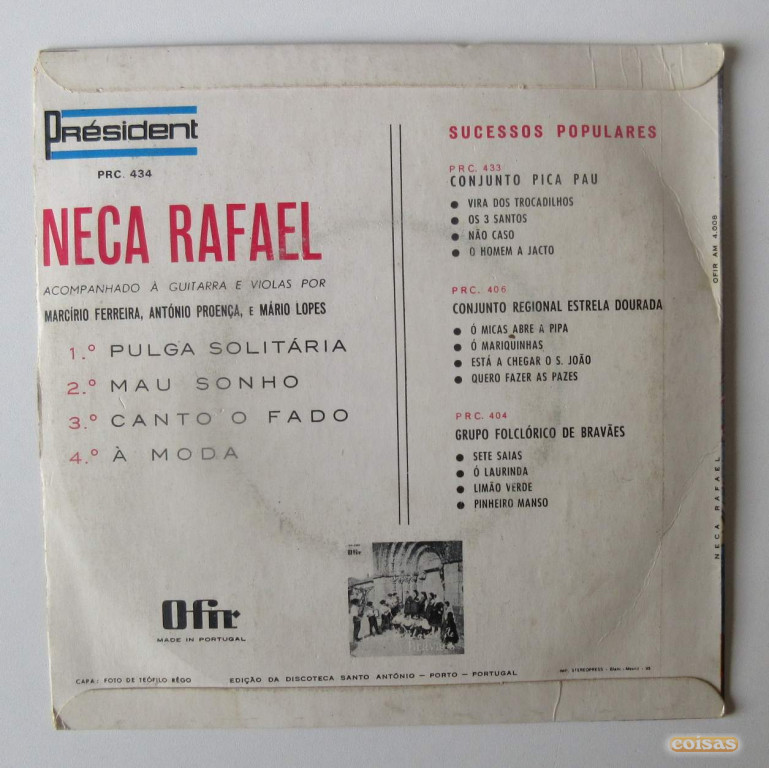 Président
PRC. 434
NECA RAFAEL
ACOMPANHADO À GUITARRA E VIOLAS POR
MARCÍRIO FERREIRA, ANTÓNIO PROENÇA, E MÁRIO LOPES
1.º PULGA SOLITÁRIA
2.º MAU SONHO
3.º CANTO O FADO
4.º À MODA
Ofir
MADE IN PORTUGAL
CAPA: FOTO DE TEÓFILO RÊGO
EDIÇÃO DA DISCOTECA SANTO ANTÓNIO – PORTO – PORTUGAL
SUCESSOS POPULARES
PRC. 433
CONJUNTO PICA PAU
● VIRA DOS TROCADILHOS
● OS 3 SANTOS
● NÃO CASO
● O HOMEM A JACTO
PRC. 406
CONJUNTO REGIONAL ESTRELA DOURADA
● Ó MICAS ABRE A PIPA
● Ó MARIQUINHAS
● ESTÁ A CHEGAR O S. JOÃO
● QUERO FAZER AS PAZES
PRC. 404
GRUPO FOLCLÓRICO DE BRAVÃES
● SETE SAIAS
● Ó LAURINDA
● LIMÃO VERDE
● PINHEIRO MANSO
Ofir
OFIR AM 4.008
NECA RAFAEL
coisas